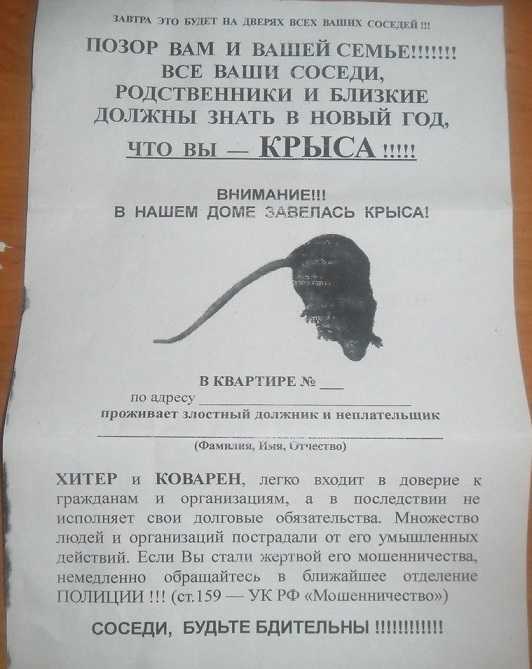 ЗАВТРА ЭТО БУДЕТ НА ДВЕРЯХ ВСЕХ ВАШИХ СОСЕДЕЙ !!!
ПОЗОР ВАМ И ВАШЕЙ СЕМЬЕ!!!!!!!
ВСЕ ВАШИ СОСЕДИ,
РОДСТВЕННИКИ И БЛИЗКИЕ
ДОЛЖНЫ ЗНАТЬ В НОВЫЙ ГОД,
ЧТО ВЫ — КРЫСА !!!!!
ВНИМАНИЕ!!!
В НАШЕМ ДОМЕ ЗАВЕЛАСЬ КРЫСА!
В КВАРТИРЕ № ___
по адресу ____________________________
проживает злостный должник и неплательщик
______________________________________________
(Фамилия, Имя, Отчество)
ХИТЕР и КОВАРЕН, легко входит в доверие к
гражданам и организациям, а в последствии не
исполняет свои долговые обязательства. Множество
людей и организаций пострадали от его умышленных
действий. Если Вы стали жертвой его мошенничества,
немедленно обращайтесь в ближайшее отделение
ПОЛИЦИИ !!! (ст.159 — УК РФ «Мошенничество»)
СОСЕДИ, БУДЬТЕ БДИТЕЛЬНЫ !!!!!!!!!!!!